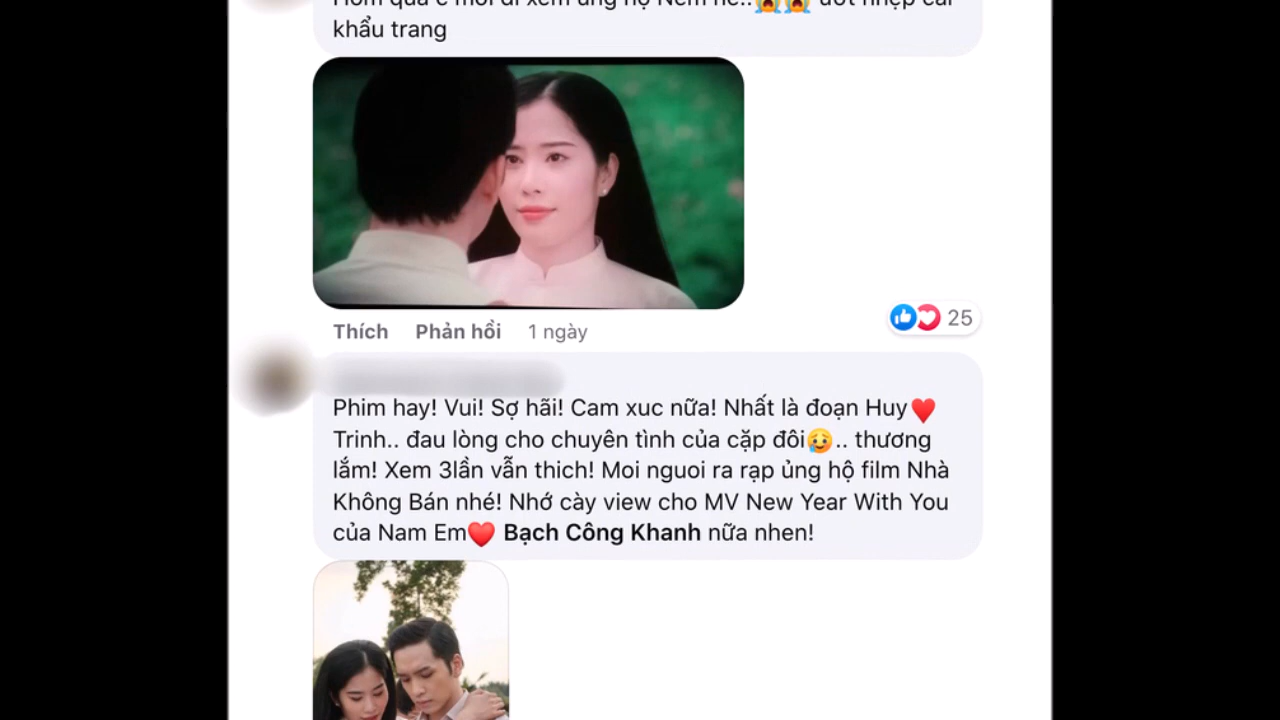 khẩu trang
Thích Phản hồi 1 ngày
25
Phim hay! Vui! Sợ hãi! Cam xuc nữa! Nhất là đoạn Huy❤️
Trinh.. đau lòng cho chuyên tình của cặp đôi🥲.. thương
lắm! Xem 3lần vẫn thich! Moi nguoi ra rạp ủng hộ film Nhà
Không Bán nhé! Nhớ cày view cho MV New Year With You
của Nam Em❤️ Bạch Công Khanh nữa nhen!